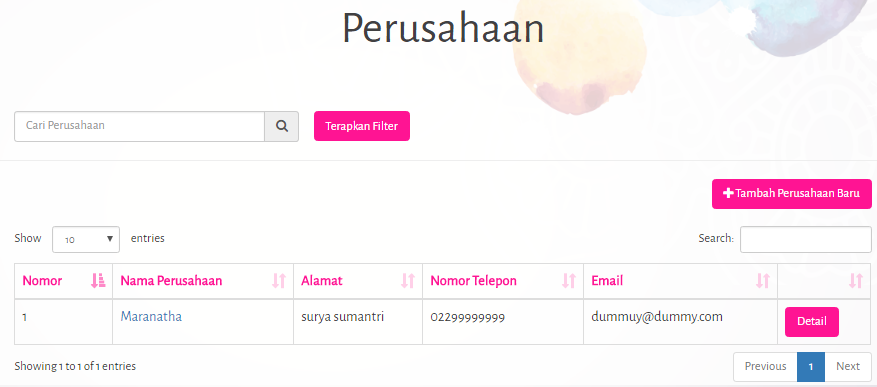 Perusahaan
Cari Perusahaan
Terapkan Filter
Tambah Perusahaan Baru
Show 10 entries
Search:
Nomor Nama Perusahaan Alamat Nomor Telepon Email
1 Maranatha surya sumantri 02299999999 dummuy@dummy.com Detail
Showing 1 to 1 of 1 entries
Previous 1 Next